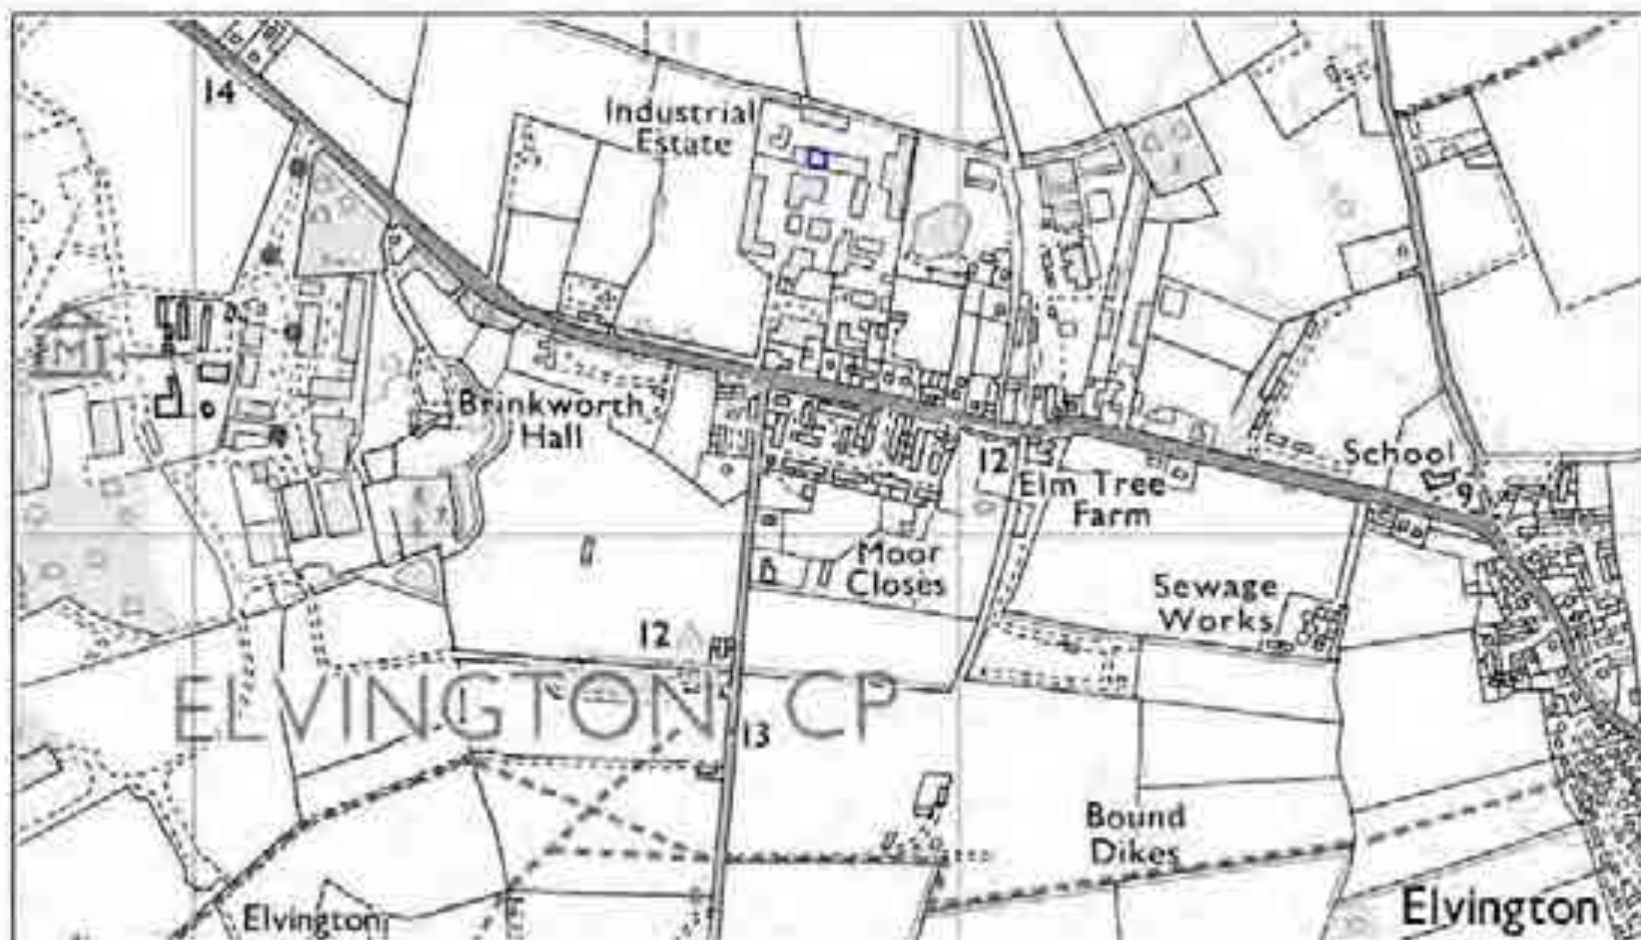 14
Industrial
Estate
M
Brinkworth
Hall
12
School
9
Elm Tree
Farm
Moor
Closes
Sewage
Works
12
ELVINGTON CP
13
Bound
Dikes
Elvington
Elvington